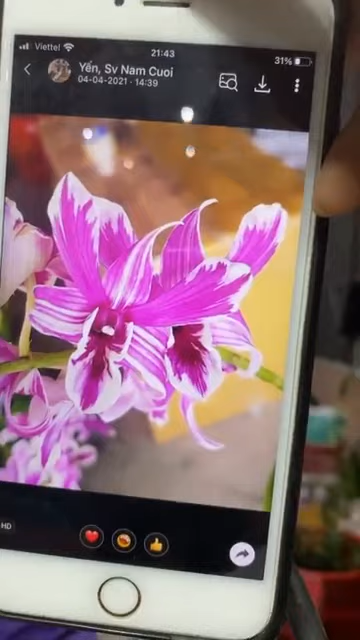 Viettel
21:43
31%
Yến, Sv Nam Cuoi
04-04-2021 · 14:39
HD